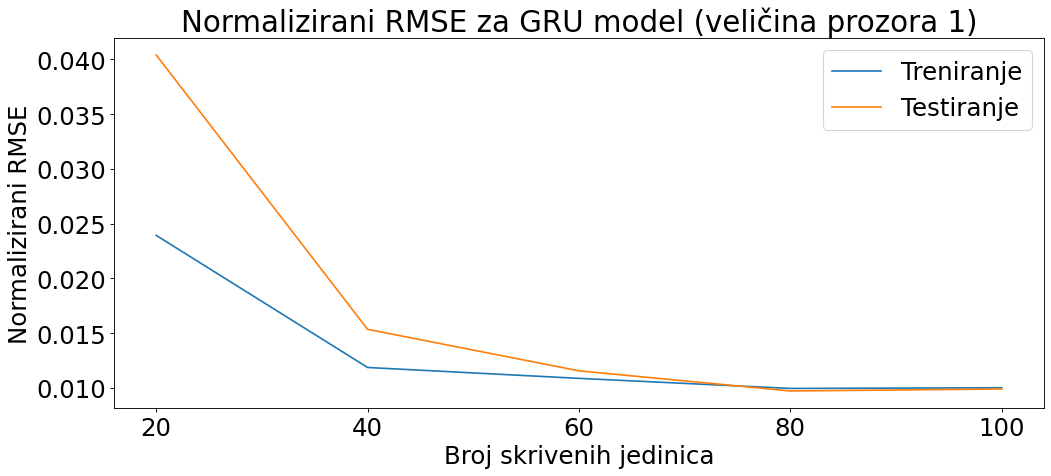 Normalizirani RMSE za GRU model (veličina prozora 1)
Treniranje
Testiranje
Normalizirani RMSE
0.040
0.035
0.030
0.025
0.020
0.015
0.010
20 40 60 80 100
Broj skrivenih jedinica